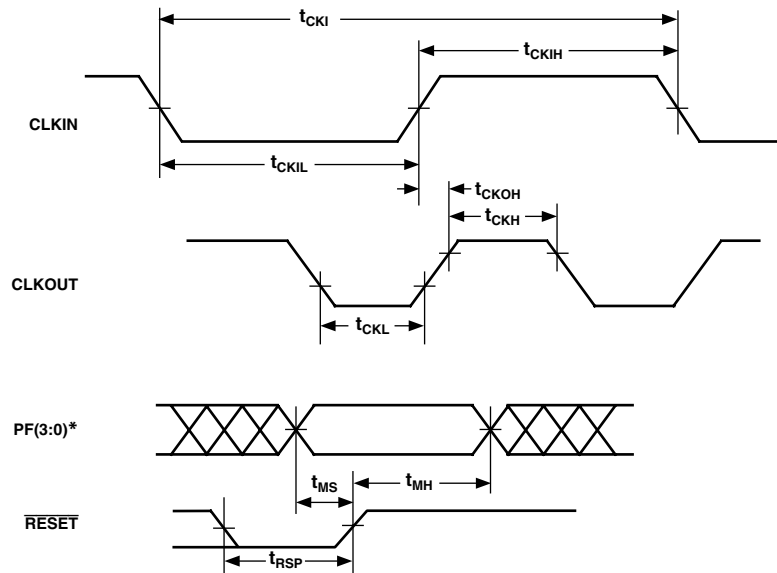 tCKI
tCKIH
CLKIN
tCKIL
tCKOH
tCKH
CLKOUT
tCKL
PF(3:0)*
tMS
tMH
RESET
tRSP